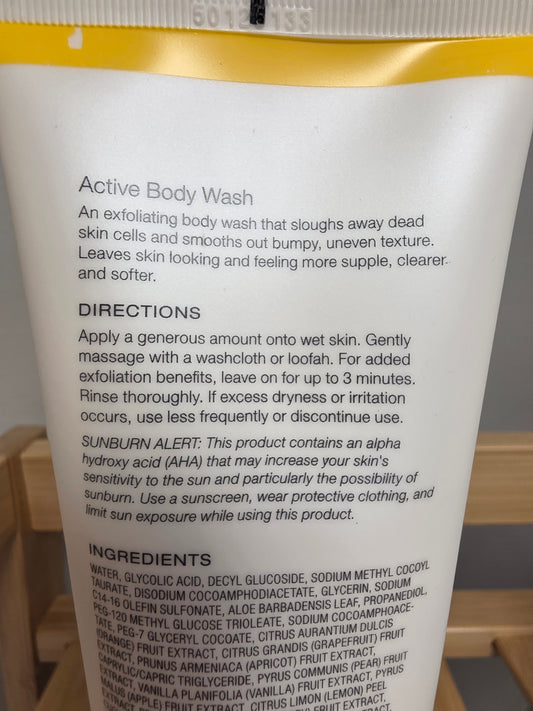 Active Body Wash
An exfoliating body wash that sloughs away dead
skin cells and smooths out bumpy, uneven texture.
Leaves skin looking and feeling more supple, clearer
and softer.
DIRECTIONS
Apply a generous amount onto wet skin. Gently
massage with a washcloth or loofah. For added
exfoliation benefits, leave on for up to 3 minutes.
Rinse thoroughly. If excess dryness or irritation
occurs, use less frequently or discontinue use.
SUNBURN ALERT: This product contains an alpha
hydroxy acid (AHA) that may increase your skin's
sensitivity to the sun and particularly the possibility of
sunburn. Use a sunscreen, wear protective clothing, and
limit sun exposure while using this product.
INGREDIENTS
WATER, GLYCOLIC ACID, DECYL GLUCOSIDE, SODIUM METHYL COCOYL
TAURATE, DISODIUM COCOAMPHODIACETATE, GLYCERIN, SODIUM
C14-16 OLEFIN SULFONATE, ALOE BARBADENSIS LEAF, PROPANEDIOL,
PEG-120 METHYL GLUCOSE TRIOLEATE, SODIUM COCOAMPHOACE-
TATE, PEG-7 GLYCERYL COCOATE, CITRUS AURANTIUM DULCIS
(ORANGE) FRUIT EXTRACT, CITRUS GRANDIS (GRAPEFRUIT) FRUIT
EXTRACT, PRUNUS ARMENIACA (APRICOT) FRUIT EXTRACT,
CAPRYLIC/CAPRIC TRIGLYCERIDE, PYRUS COMMUNIS (PEAR) FRUIT
EXTRACT, VANILLA PLANIFOLIA (VANILLA) FRUIT EXTRACT, PYRUS
MALUS (APPLE) FRUIT EXTRACT, CITRUS LIMON (LEMON) PEEL
FRUIT EXTRACT,